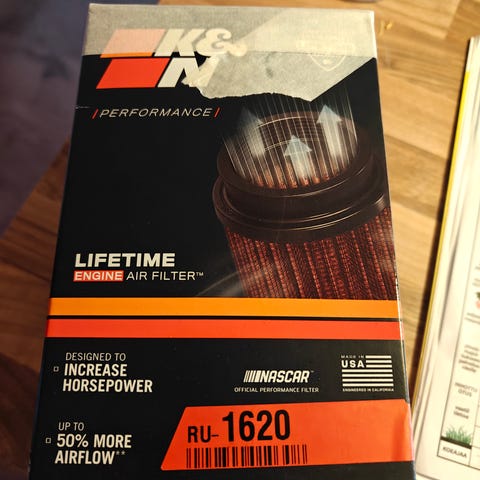 K&
PERFORMANCE
LIFETIME
ENGINE AIR FILTER™
DESIGNED TO
INCREASE
HORSEPOWER
NASCAR
OFFICIAL PERFORMANCE FILTER
MADE IN
USA
ENGINEERED IN CALIFORNIA
UP TO
50% MORE
AIRFLOW**
RU-1620
KOEAJAA